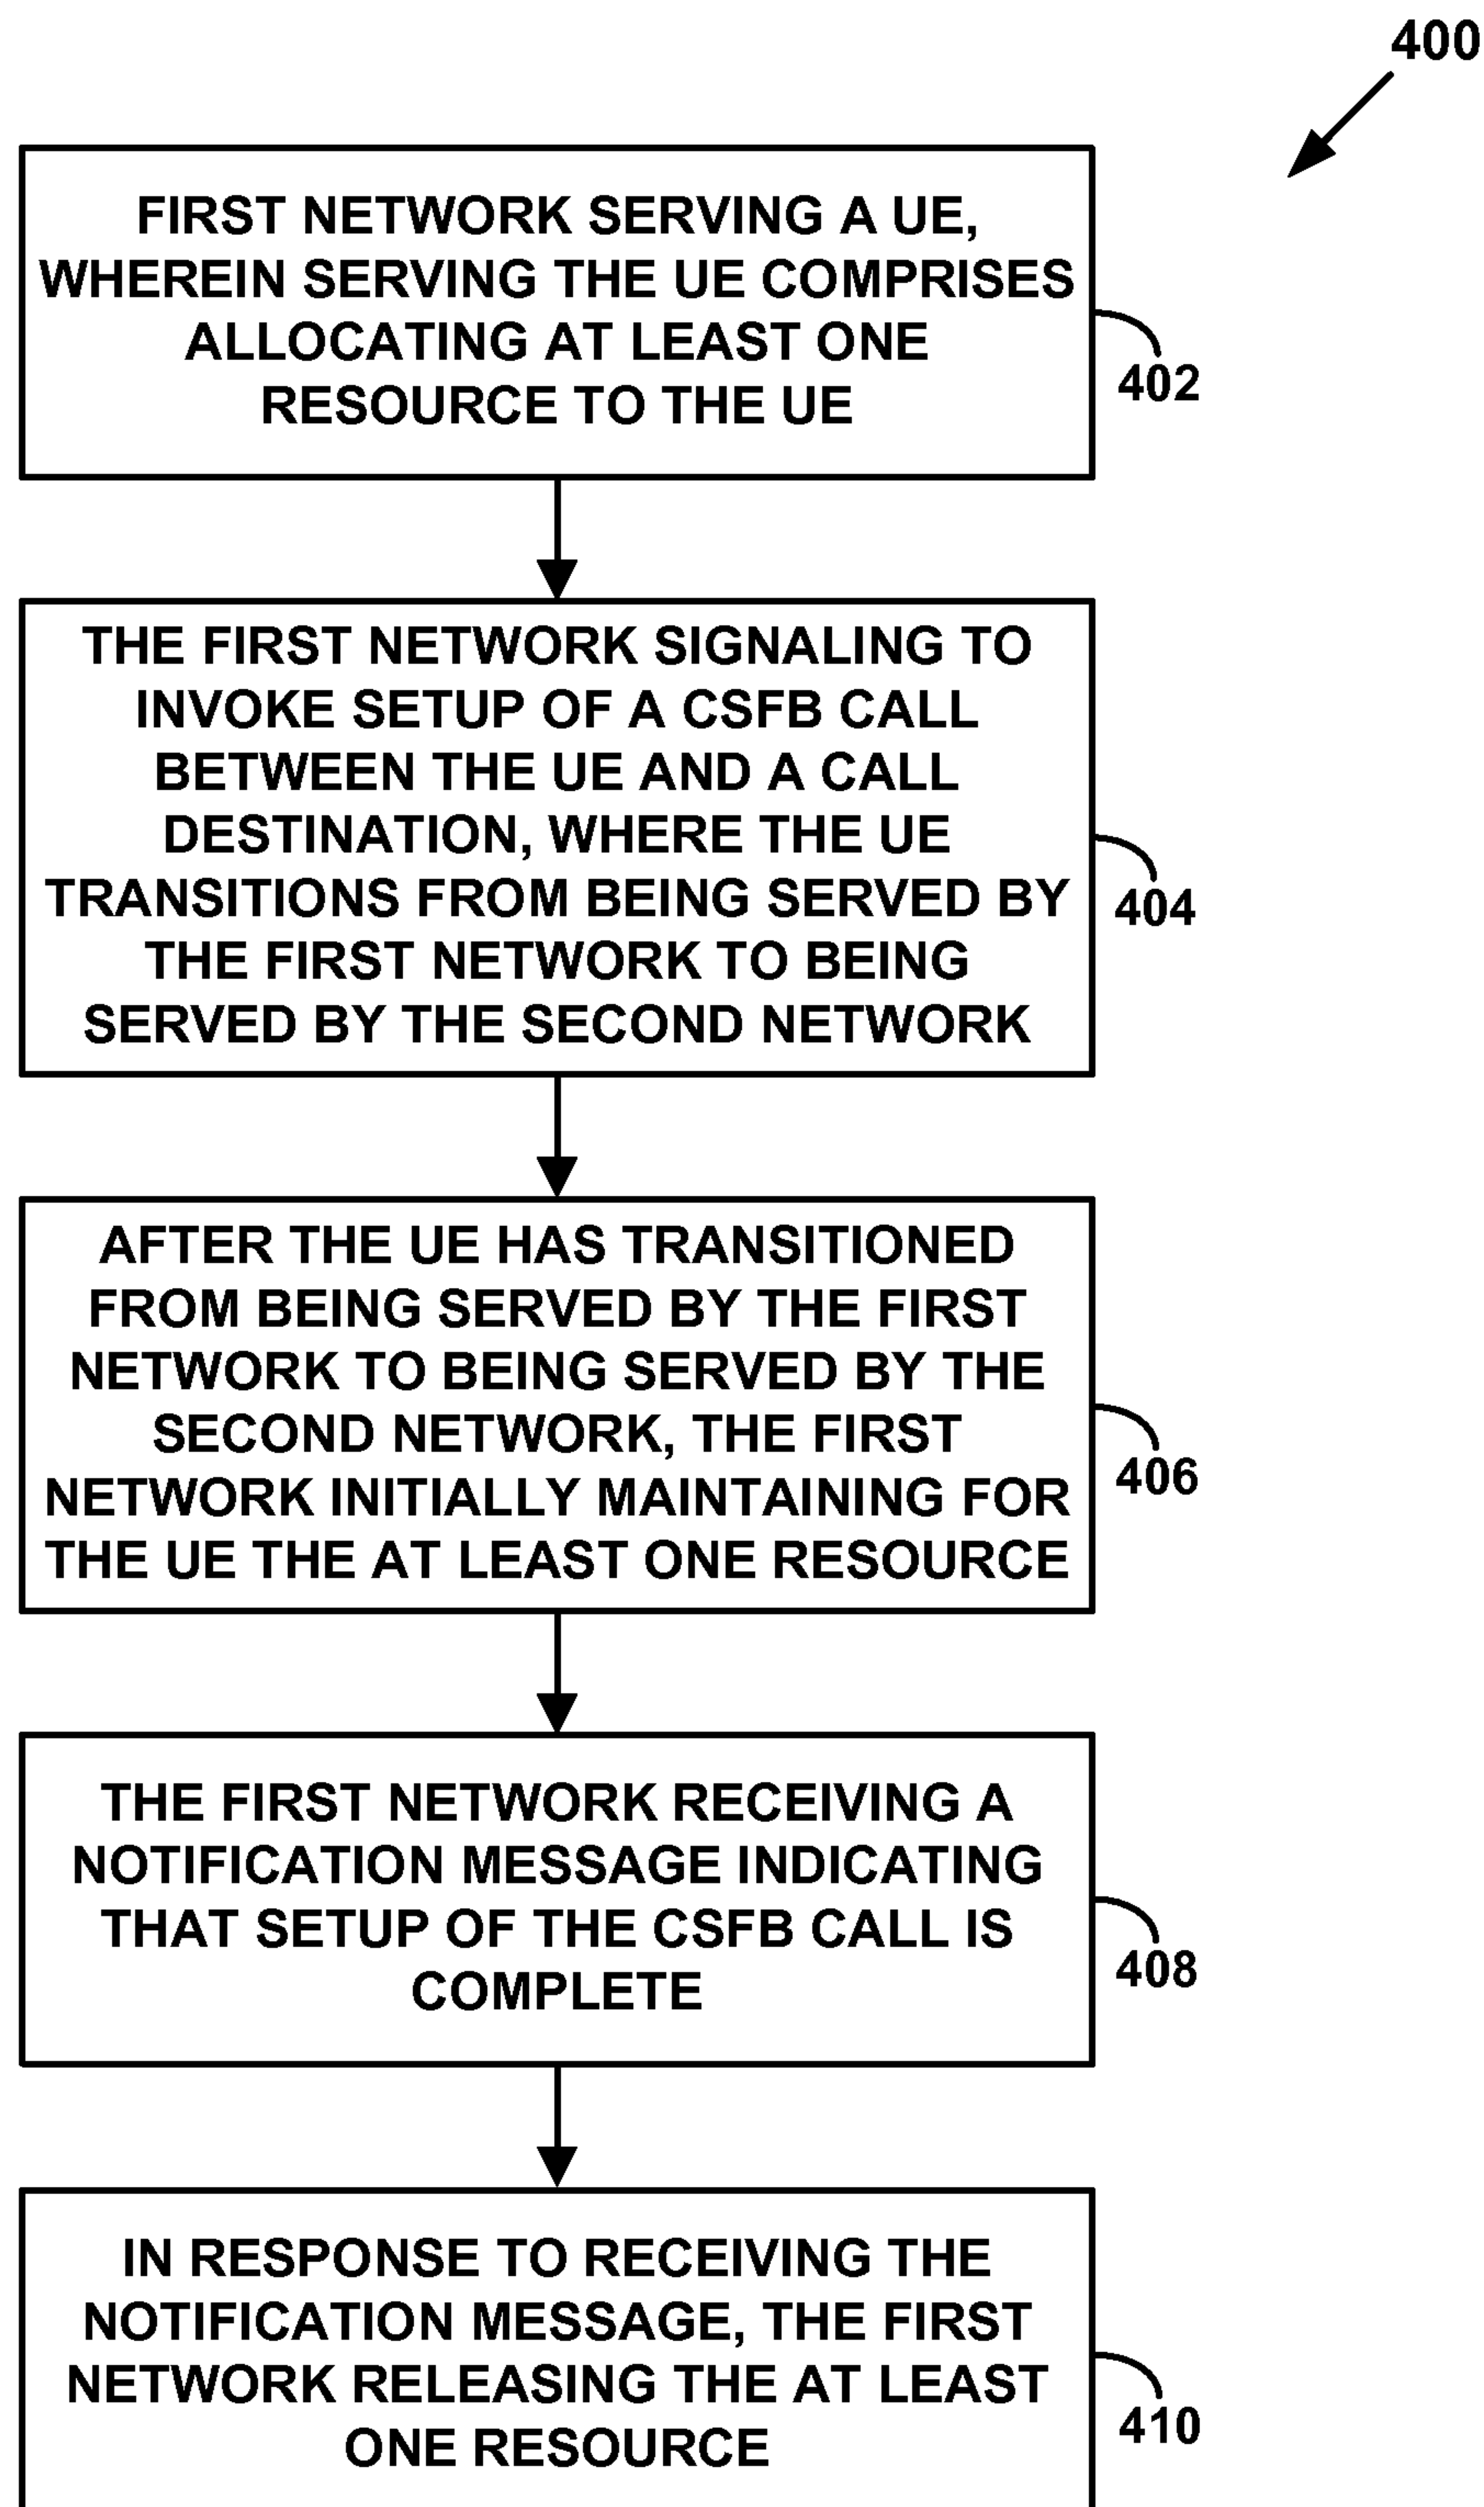 400
FIRST NETWORK SERVING A UE,
WHEREIN SERVING THE UE COMPRISES
ALLOCATING AT LEAST ONE
RESOURCE TO THE UE
402
THE FIRST NETWORK SIGNALING TO
INVOKE SETUP OF A CSFB CALL
BETWEEN THE UE AND A CALL
DESTINATION, WHERE THE UE
TRANSITIONS FROM BEING SERVED BY
THE FIRST NETWORK TO BEING
SERVED BY THE SECOND NETWORK
404
AFTER THE UE HAS TRANSITIONED
FROM BEING SERVED BY THE FIRST
NETWORK TO BEING SERVED BY THE
SECOND NETWORK, THE FIRST
NETWORK INITIALLY MAINTAINING FOR
THE UE THE AT LEAST ONE RESOURCE
406
THE FIRST NETWORK RECEIVING A
NOTIFICATION MESSAGE INDICATING
THAT SETUP OF THE CSFB CALL IS
COMPLETE
408
IN RESPONSE TO RECEIVING THE
NOTIFICATION MESSAGE, THE FIRST
NETWORK RELEASING THE AT LEAST
ONE RESOURCE
410